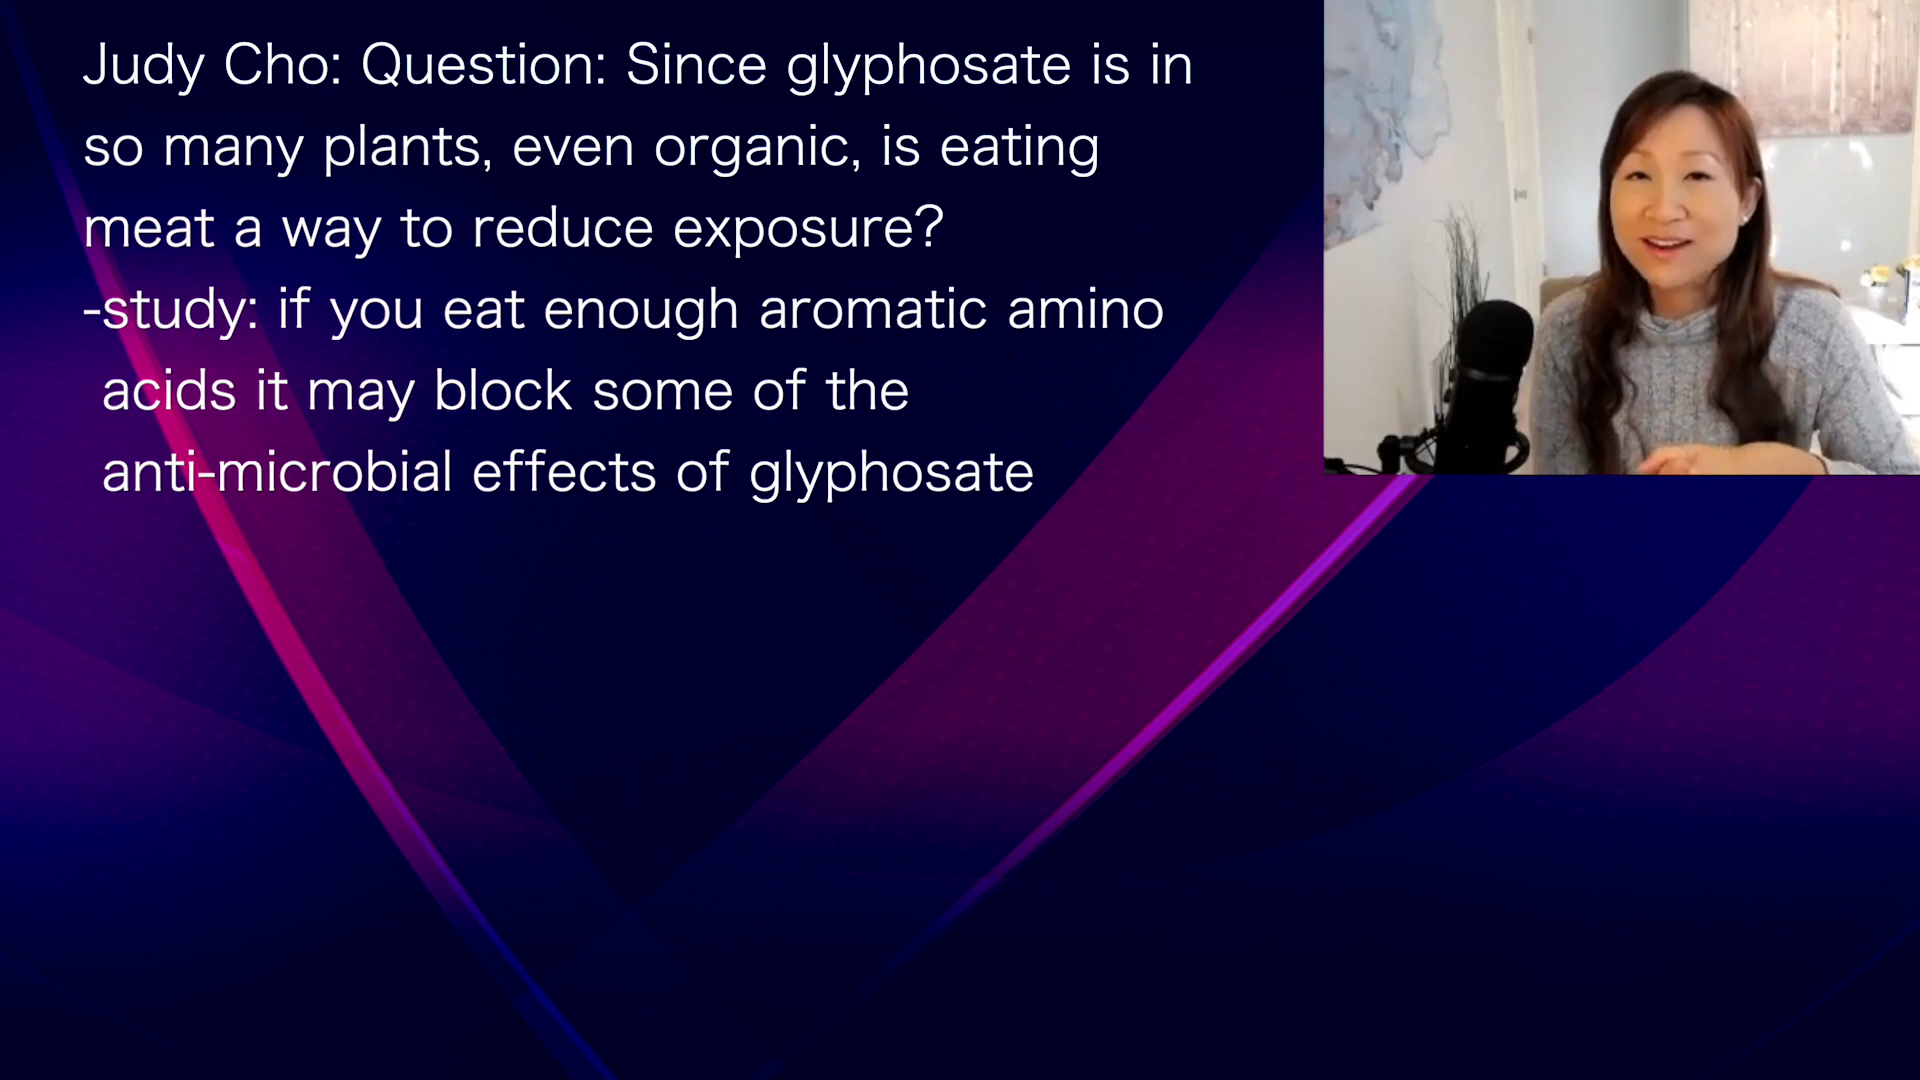 Judy Cho: Question: Since glyphosate is in
so many plants, even organic, is eating
meat a way to reduce exposure?
-study: if you eat enough aromatic amino
acids it may block some of the
anti-microbial effects of glyphosate